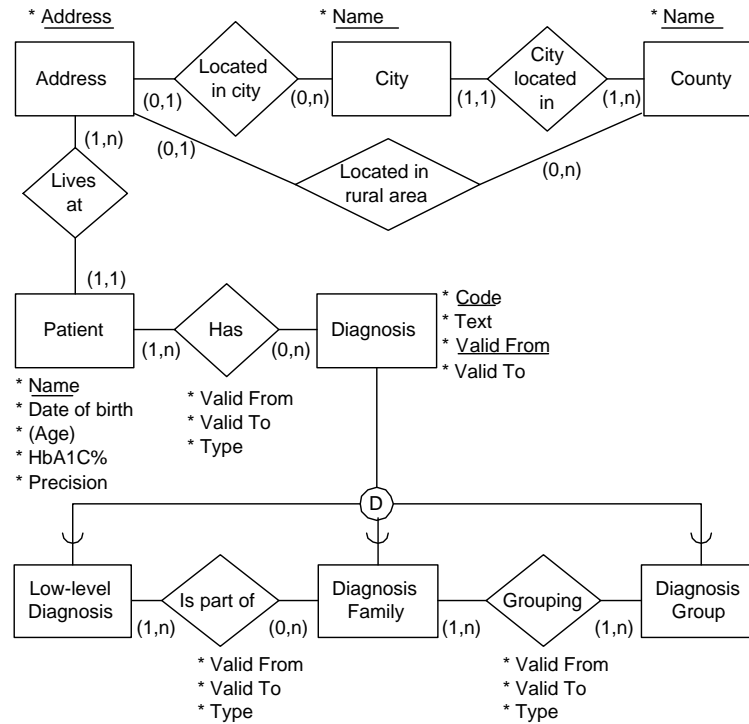 * Address
* Name
* Name
Address
Located
in city
City
City
located
in
County
(0,1)
(0,n)
(1,1)
(1,n)
(1,n)
(0,1)
Located in
rural area
(0,n)
Lives
at
(1,1)
Patient
Has
Diagnosis
(1,n)
(0,n)
* Code
* Text
* Valid From
* Valid To
* Name
* Date of birth
* (Age)
* HbA1C%
* Precision
* Valid From
* Valid To
* Type
D
Low-level
Diagnosis
Is part of
Diagnosis
Family
Grouping
Diagnosis
Group
(1,n)
(0,n)
(1,n)
(1,n)
* Valid From
* Valid To
* Type
* Valid From
* Valid To
* Type